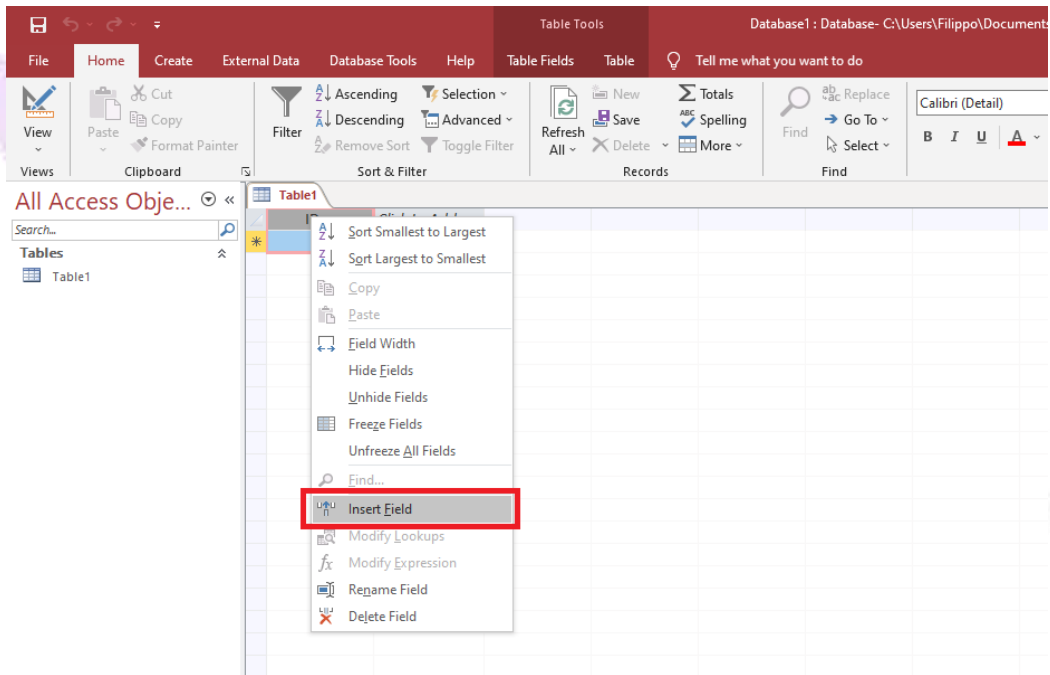 Table Tools
Database1 : Database- C:\Users\Filippo\Documents
File Home Create External Data Database Tools Help Table Fields Table Tell me what you want to do
View
Views
Paste
Cut
Copy
Format Painter
Clipboard
Filter
Ascending
Descending
Remove Sort
Selection
Advanced
Toggle Filter
Sort & Filter
Refresh
All
New
Save
Delete
Totals
Spelling
More
Records
Find
Replace
Go To
Select
Find
Calibri (Detail)
B I U A
All Access Obje...
Search...
Tables
Table1
Table1
Sort Smallest to Largest
Sort Largest to Smallest
Copy
Paste
Field Width
Hide Fields
Unhide Fields
Freeze Fields
Unfreeze All Fields
Find...
Insert Field
Modify Lookups
Modify Expression
Rename Field
Delete Field